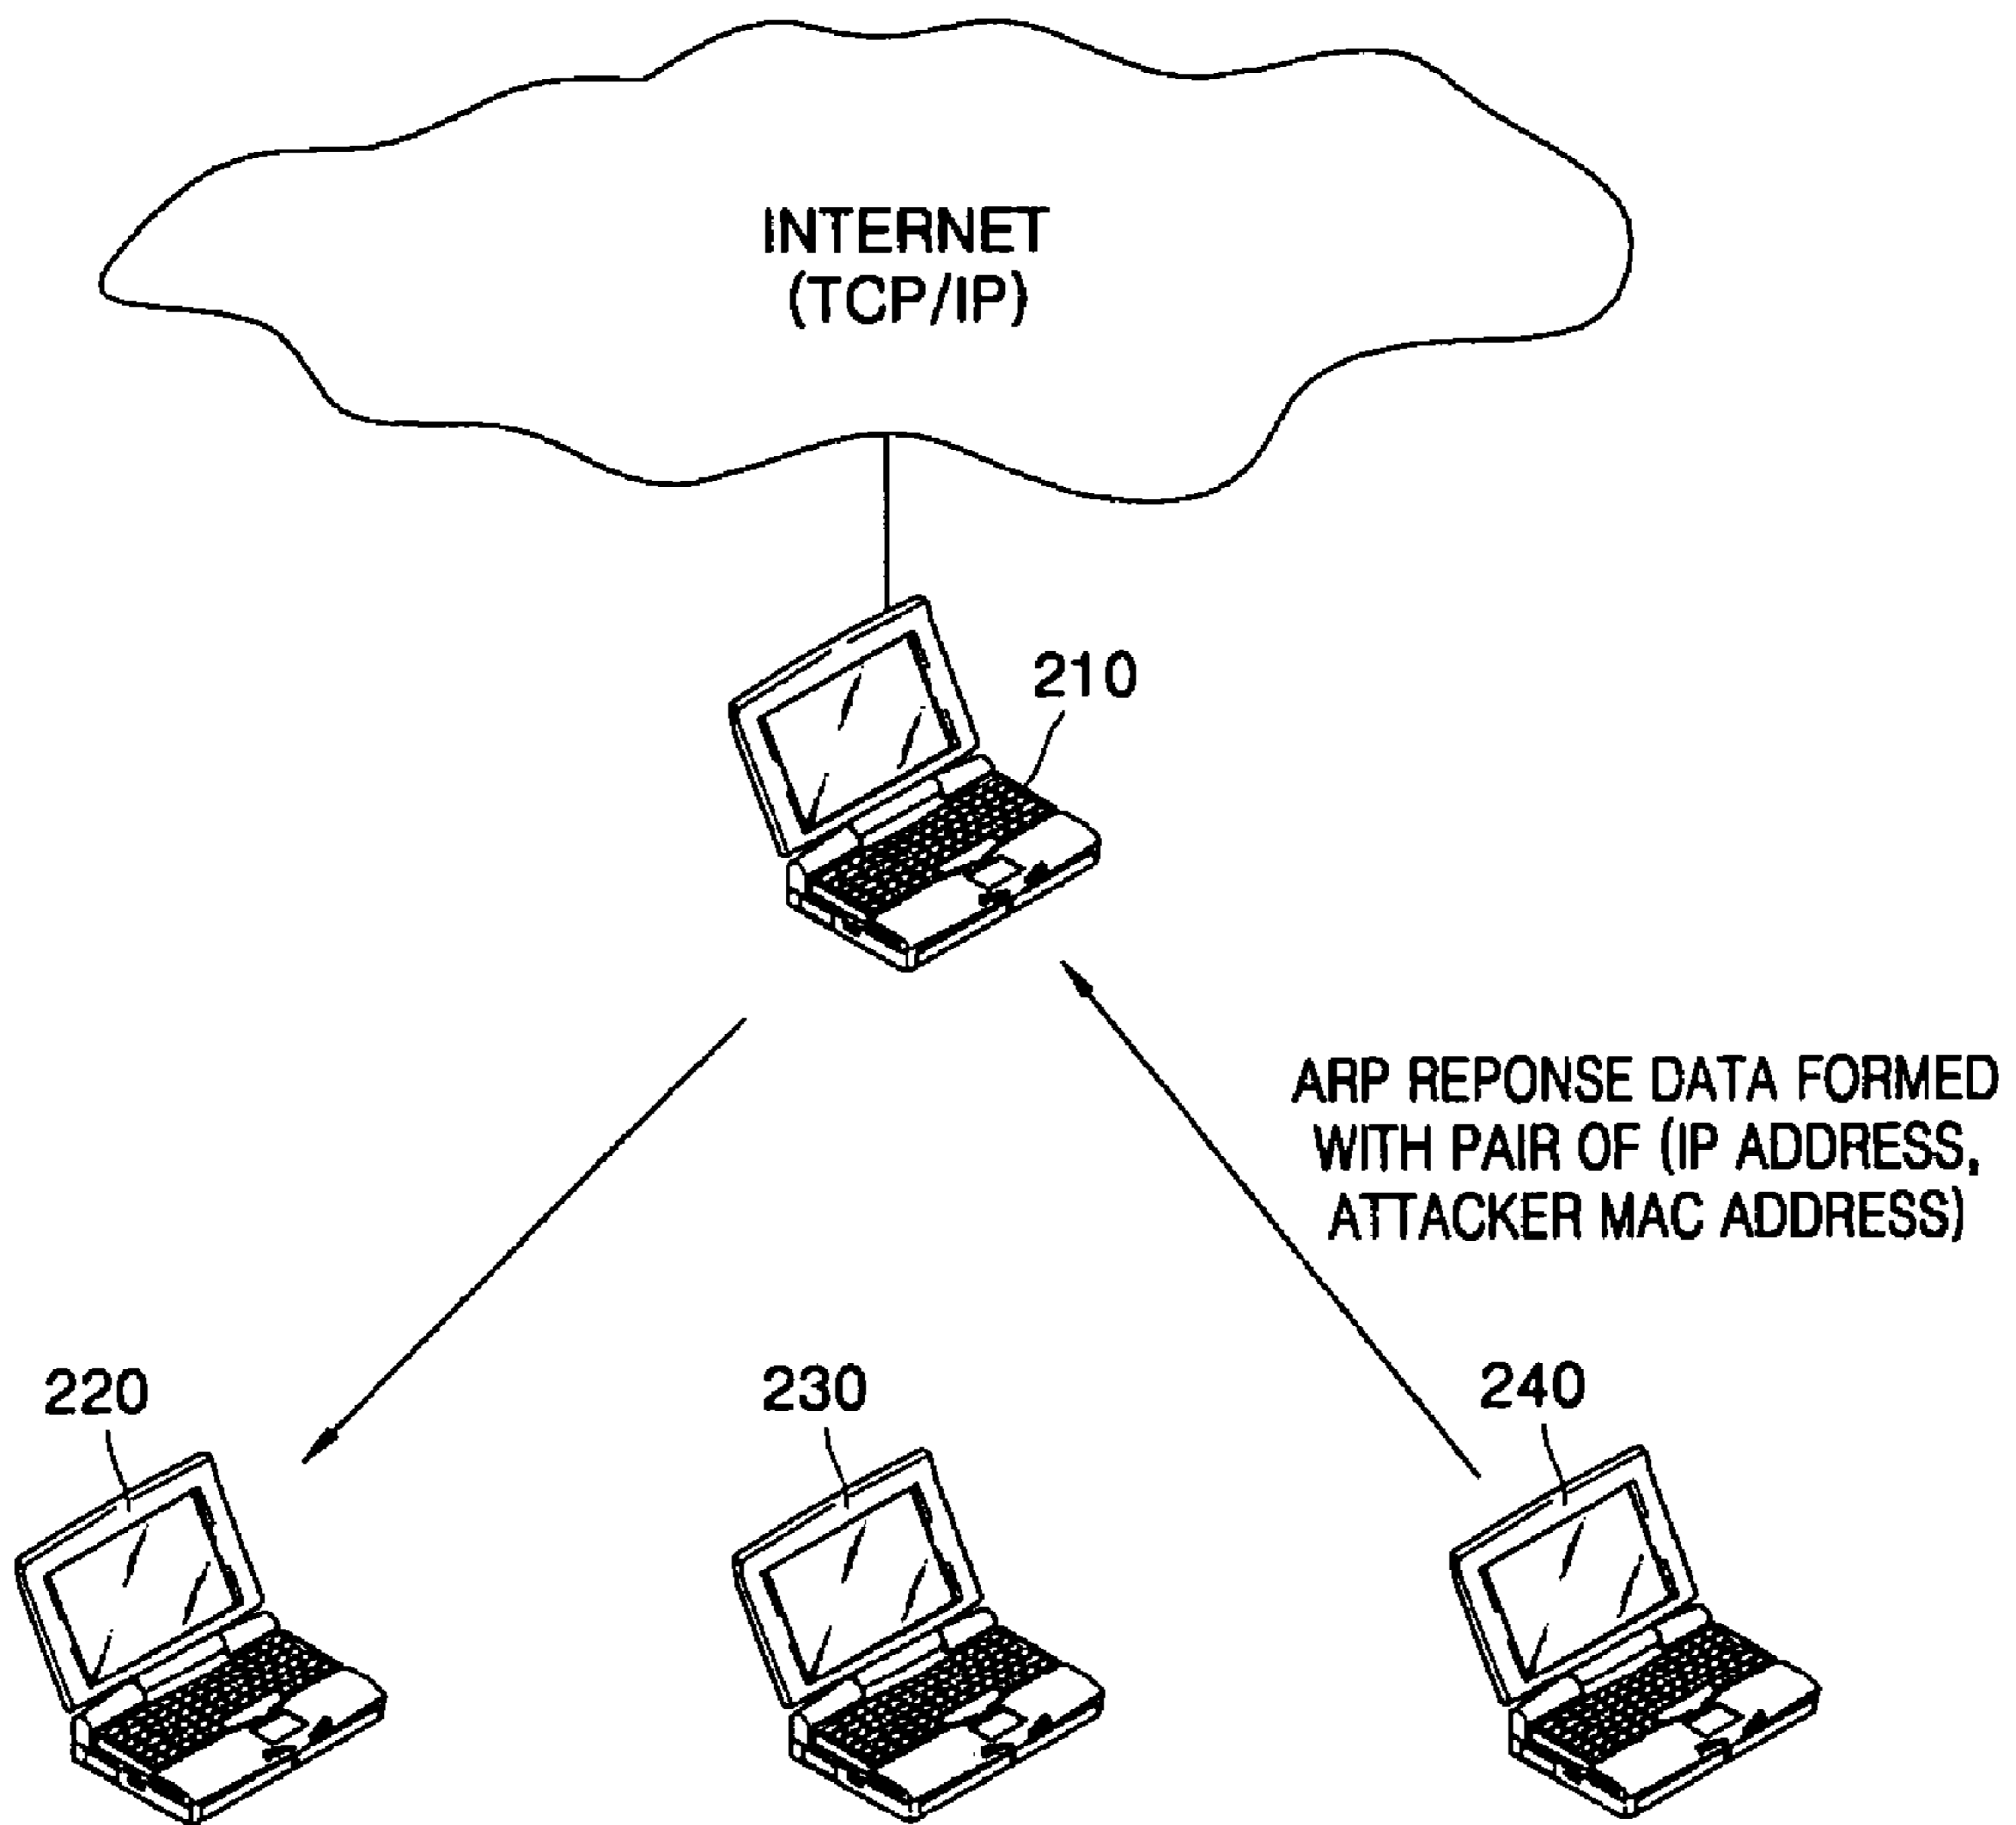 INTERNET
(TCP/IP)
210
ARP REPONSE DATA FORMED
WITH PAIR OF (IP ADDRESS,
ATTACKER MAC ADDRESS)
220
230
240